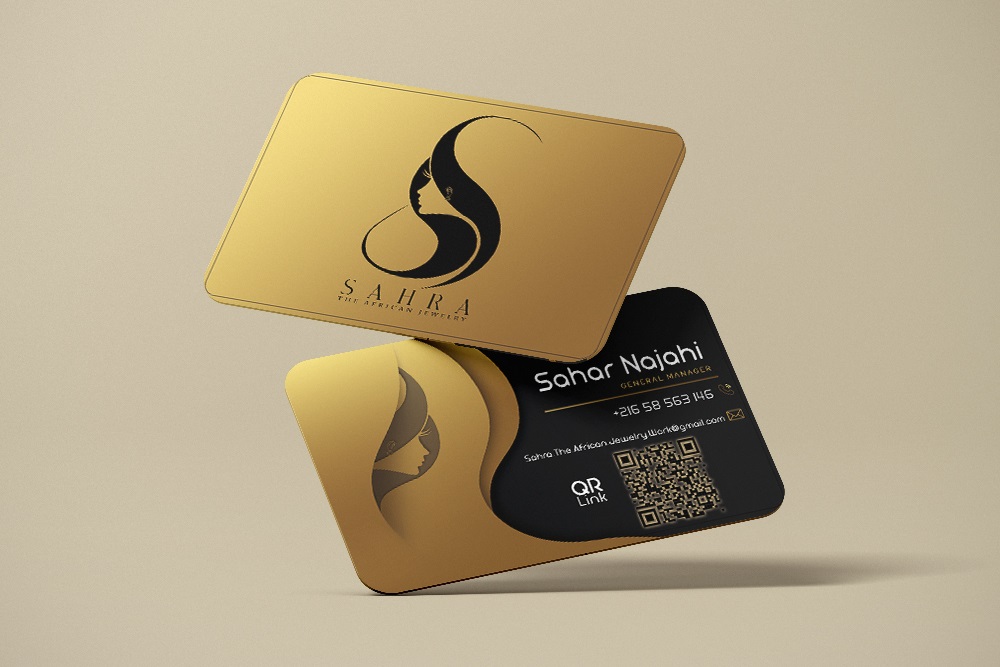 SAHRA
THE AFRICAN JEWELRY
Sahar Najahi
GENERAL MANAGER
+216 58 563 146
Sahra The African Jewelry.Work@gmail.com
QR
Link